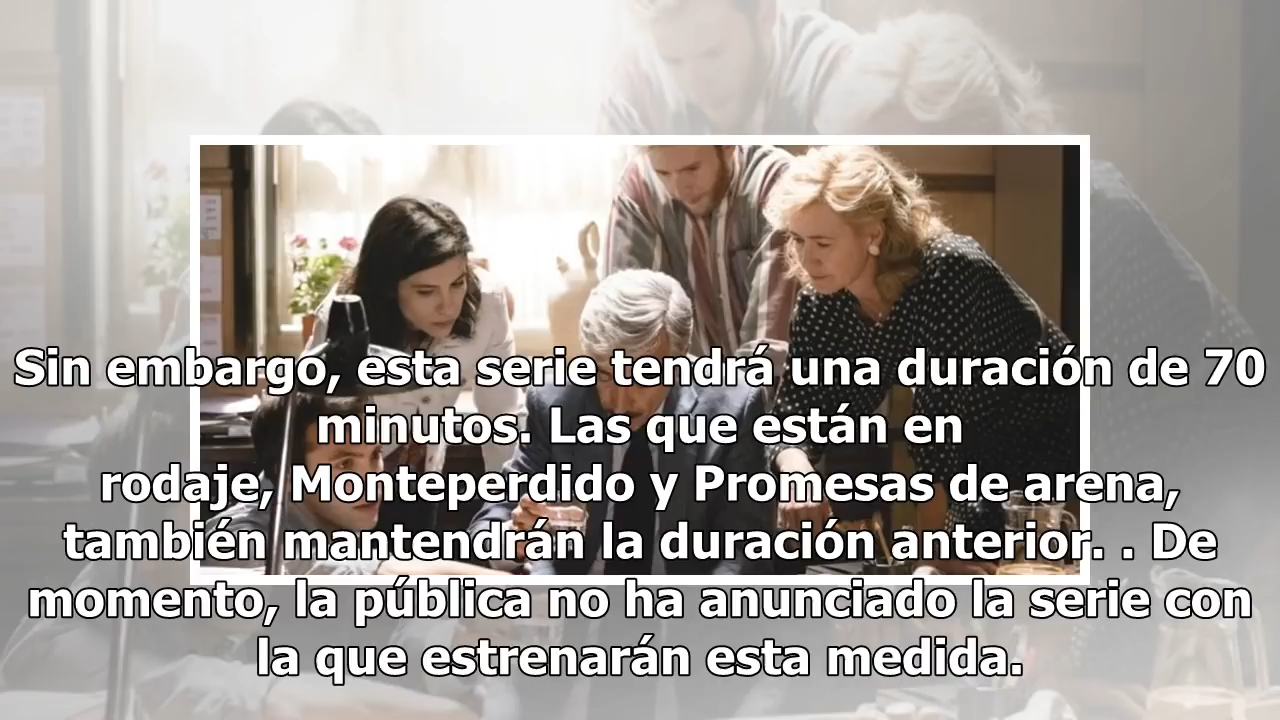 Sin embargo, esta serie tendrá una duración de 70
minutos. Las que están en
rodaje, Monteperdido y Promesas de arena,
también mantendrán la duración anterior. . De
momento, la pública no ha anunciado la serie con
la que estrenarán esta medida.